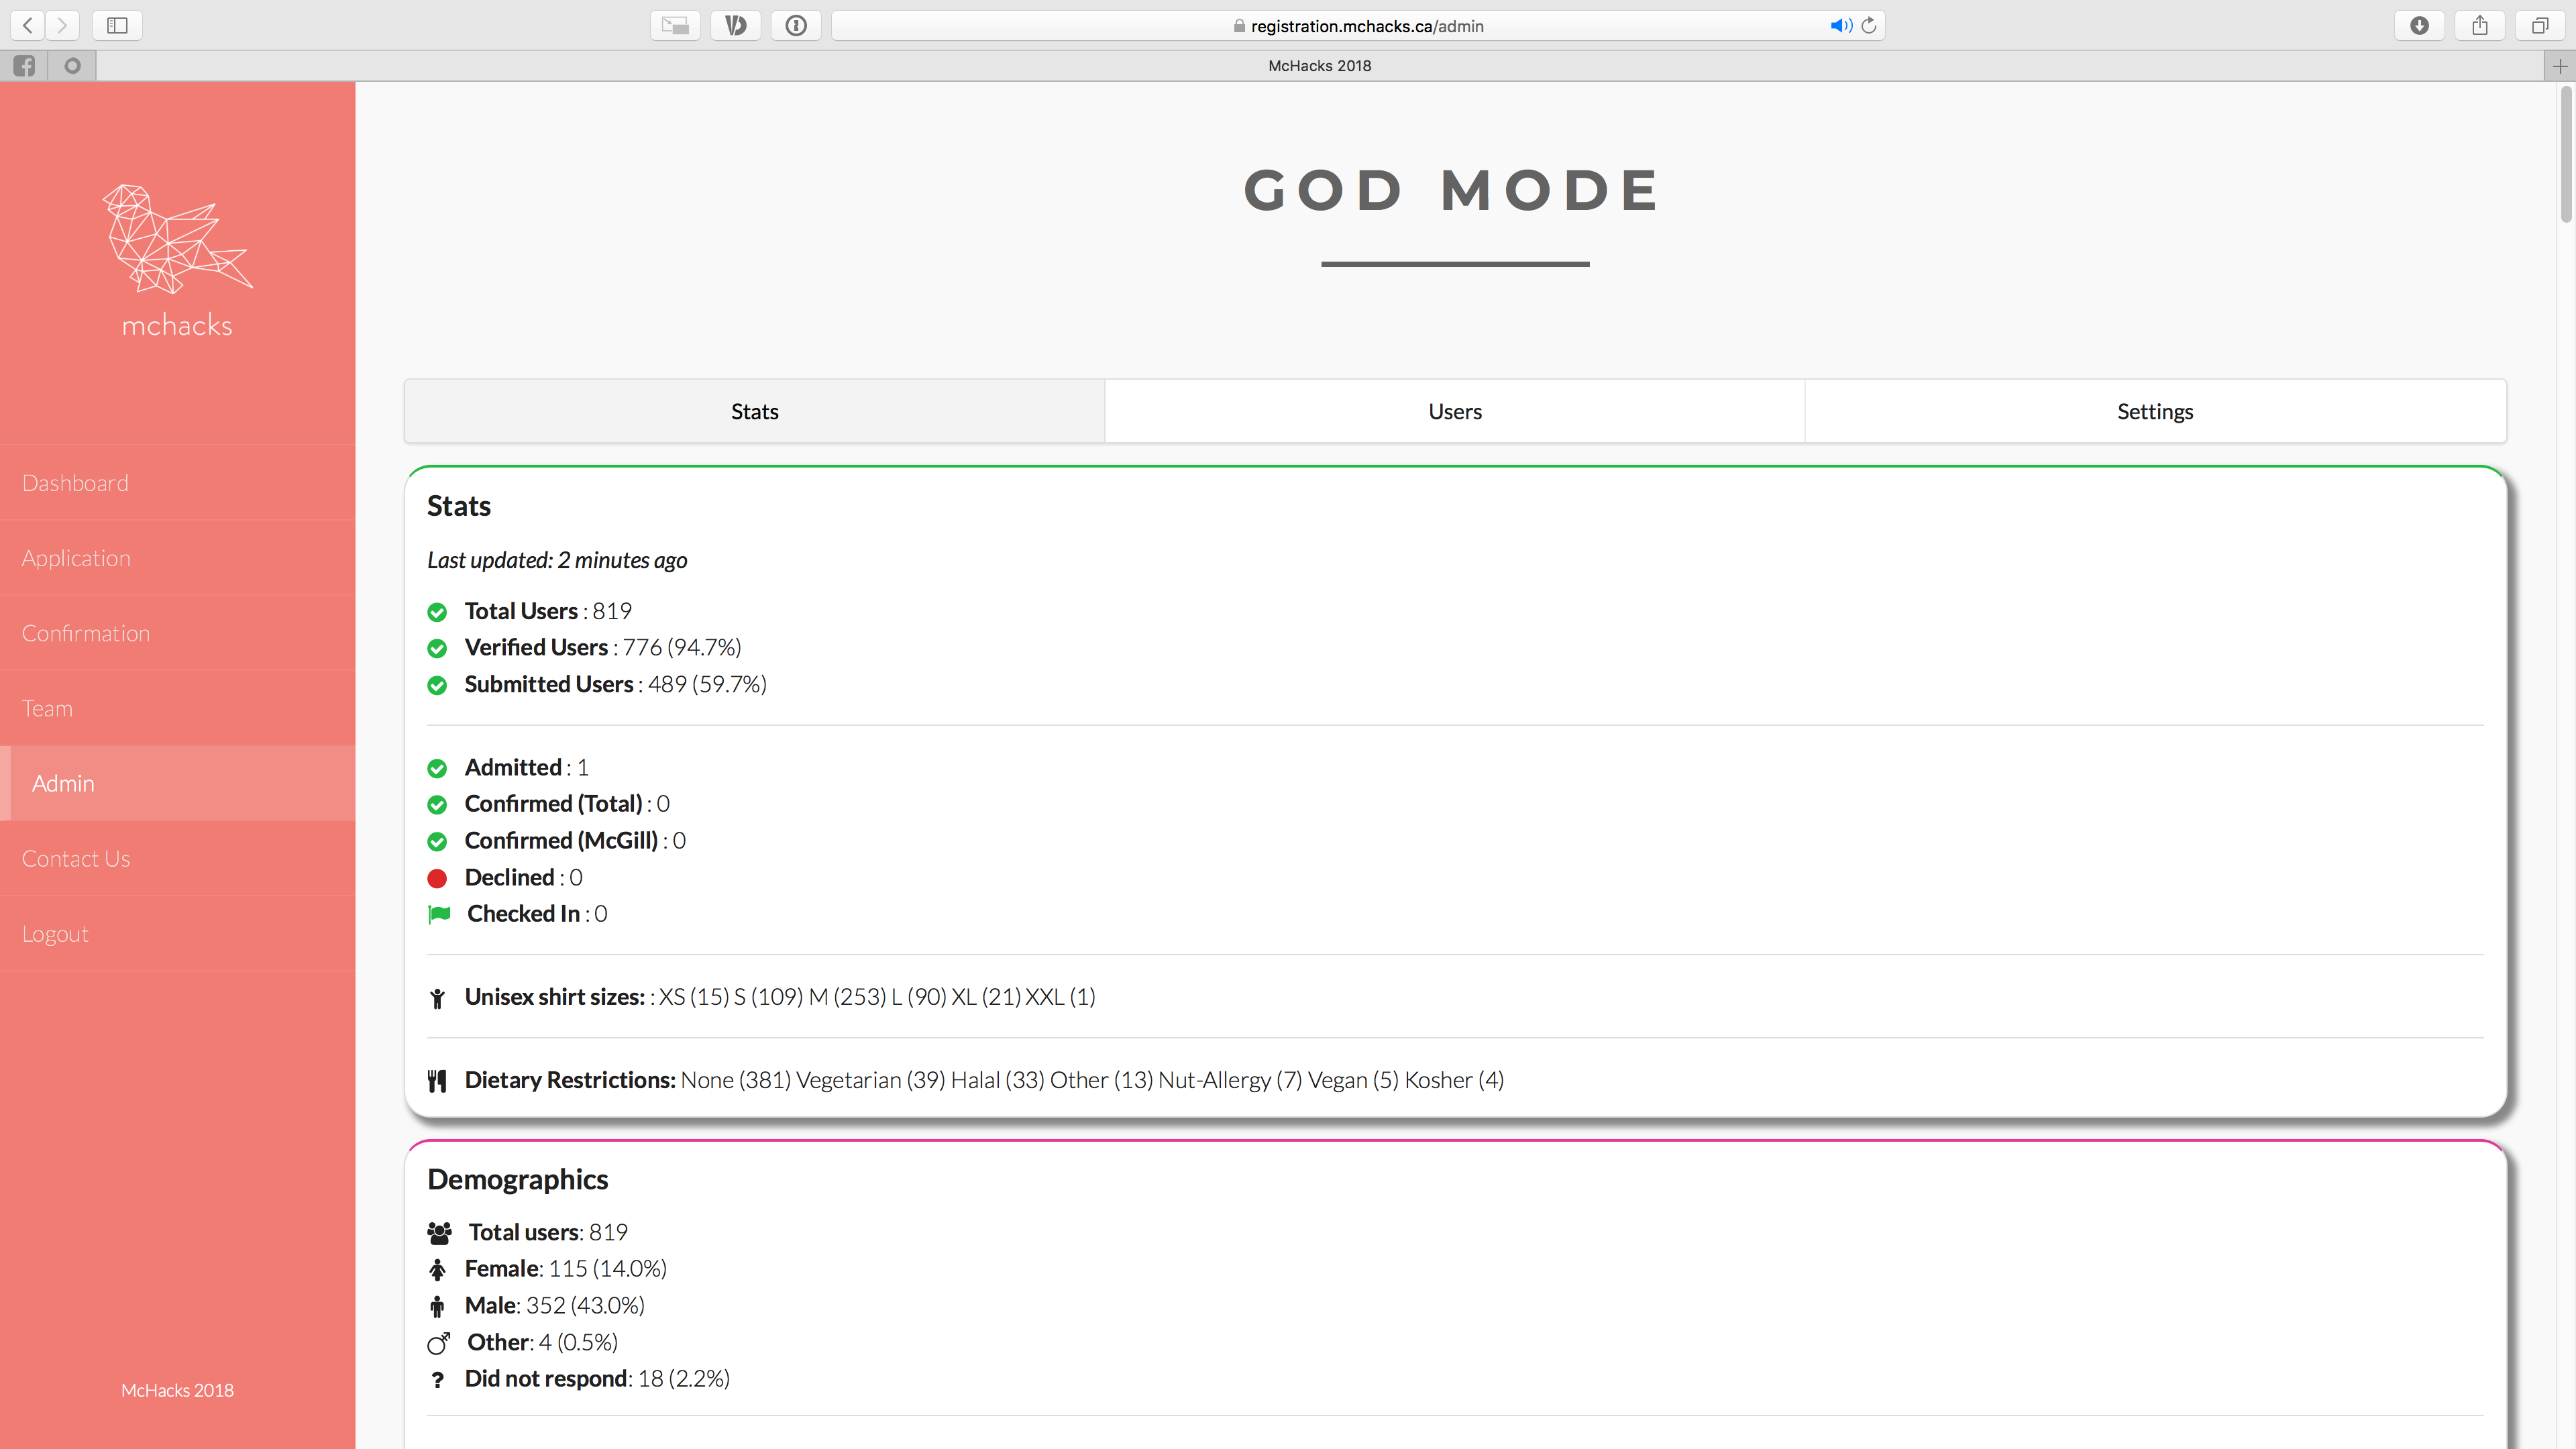 registration.mchacks.ca/admin
McHacks 2018
mchacks
Dashboard
Application
Confirmation
Team
Admin
Contact Us
Logout
McHacks 2018
GOD MODE
Stats
Users
Settings
Stats
Last updated: 2 minutes ago
Total Users : 819
Verified Users : 776 (94.7%)
Submitted Users : 489 (59.7%)
Admitted : 1
Confirmed (Total) : 0
Confirmed (McGill) : 0
Declined : 0
Checked In : 0
Unisex shirt sizes: : XS (15) S (109) M (253) L (90) XL (21) XXL (1)
Dietary Restrictions: None (381) Vegetarian (39) Halal (33) Other (13) Nut-Allergy (7) Vegan (5) Kosher (4)
Demographics
Total users: 819
Female: 115 (14.0%)
Male: 352 (43.0%)
Other: 4 (0.5%)
? Did not respond: 18 (2.2%)